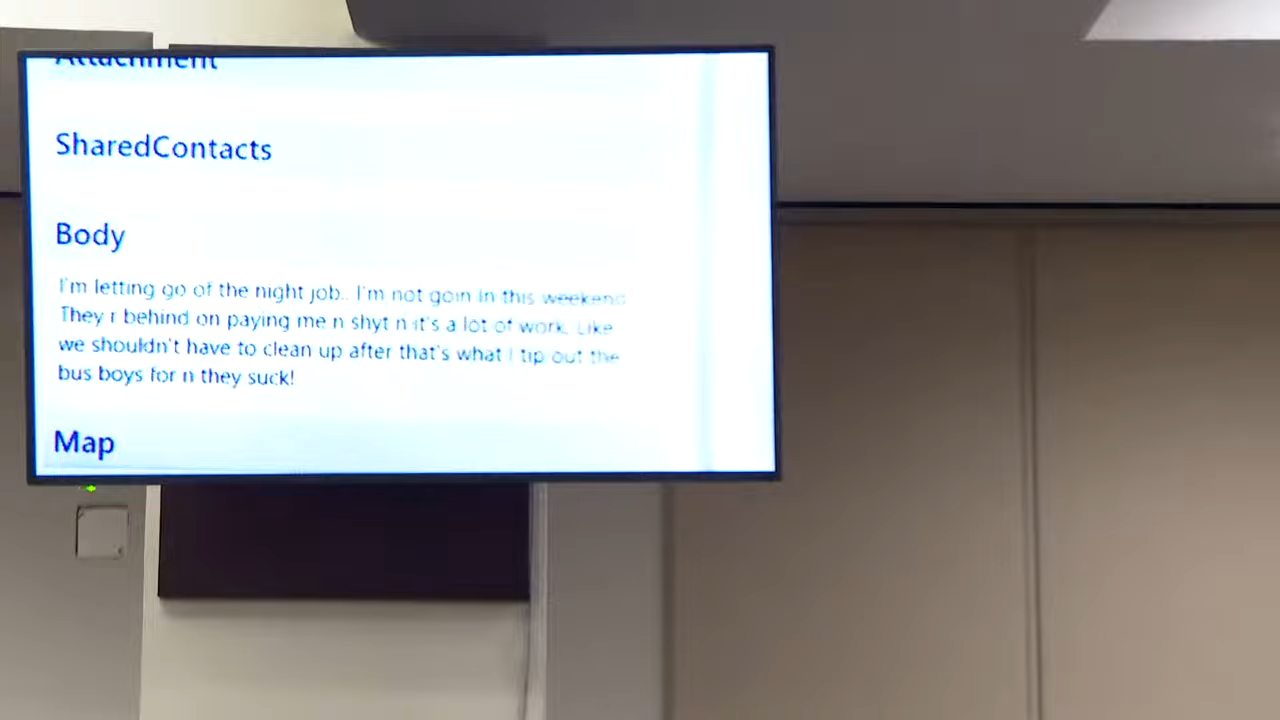 Attachment
SharedContacts
Body
I'm letting go of the night job.. I'm not goin in this weekend
They r behind on paying me n shyt n it's a lot of work. Like
we shouldn't have to clean up after that's what I tip out the
bus boys for n they suck!
Map